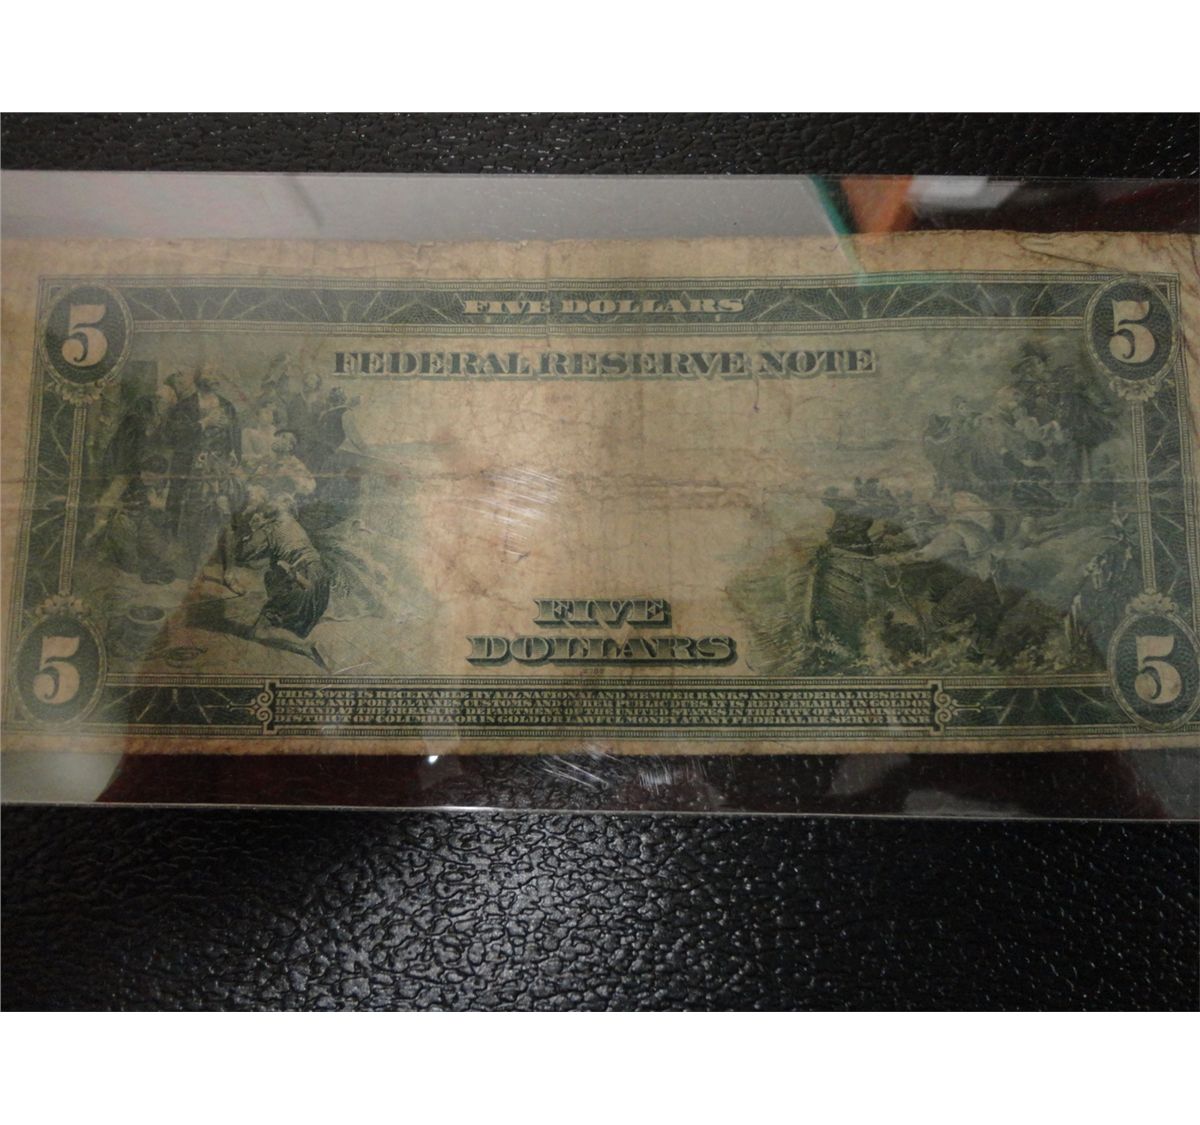 FIVE DOLLARS
5
5
FEDERAL RESERVE NOTE
FIVE
DOLLARS
5
5
THIS NOTE IS RECEIVABLE BY ALL NATIONAL AND MEMBER BANKS AND FEDERAL RESERVE
BANKS AND FOR ALL TAXES, CUSTOMS AND OTHER PUBLIC DUES. IT IS REDEEMABLE IN GOLD ON
DEMAND AT THE TREASURY DEPARTMENT OF THE UNITED STATES IN THE CITY OF WASHINGTON,
DISTRICT OF COLUMBIA OR IN GOLD OR LAWFUL MONEY AT ANY FEDERAL RESERVE BANK